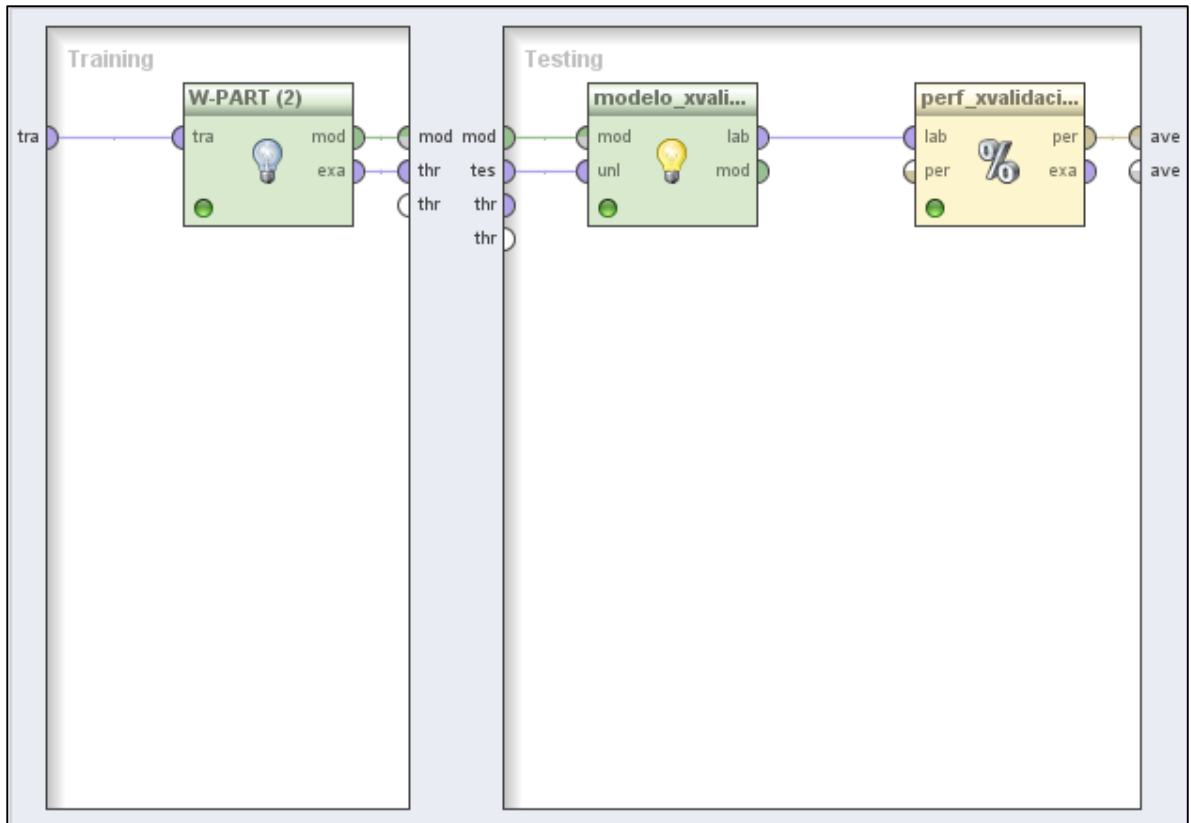 Training
Testing
W-PART (2)
modelo_xvali...
perf_xvalidaci...
tra
tra
mod
mod
mod
mod
lab
lab
per
ave
exa
thr
tes
unl
mod
per
exa
ave
thr
thr
thr